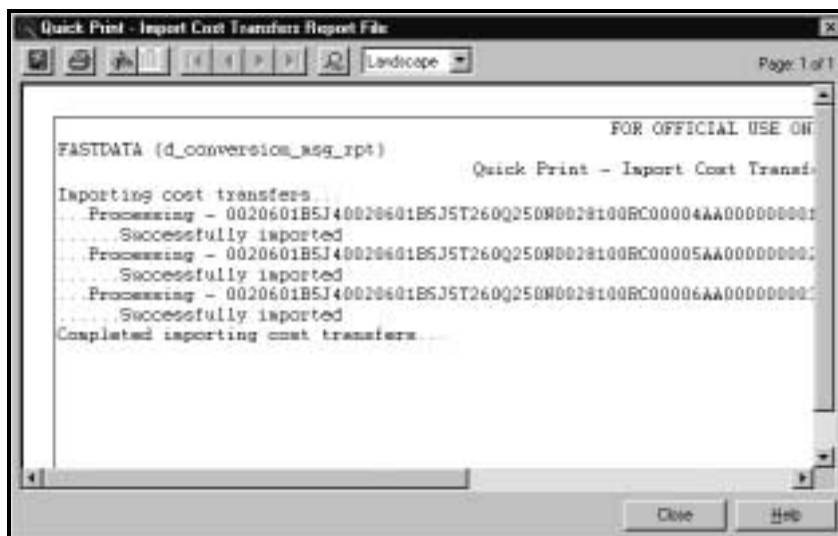 Quick Print - Import Cost Transfers Report File
Landscape
Page: 1 of 1
FOR OFFICIAL USE ON
FASTDATA (d_conversion_msg_rpt)
Quick Print - Import Cost Transf
Importing cost transfers...
...Processing - 0020601B5J40020601B5J5T260Q250N0028100RC00004AA000000001
......Successfully imported
...Processing - 0020601B5J40020601B5J5T260Q250N0028100RC00005AA000000002
......Successfully imported
...Processing - 0020601B5J40020601B5J5T260Q250N0028100RC00006AA00000000
......Successfully imported
Completed importing cost transfers...
Close
Help